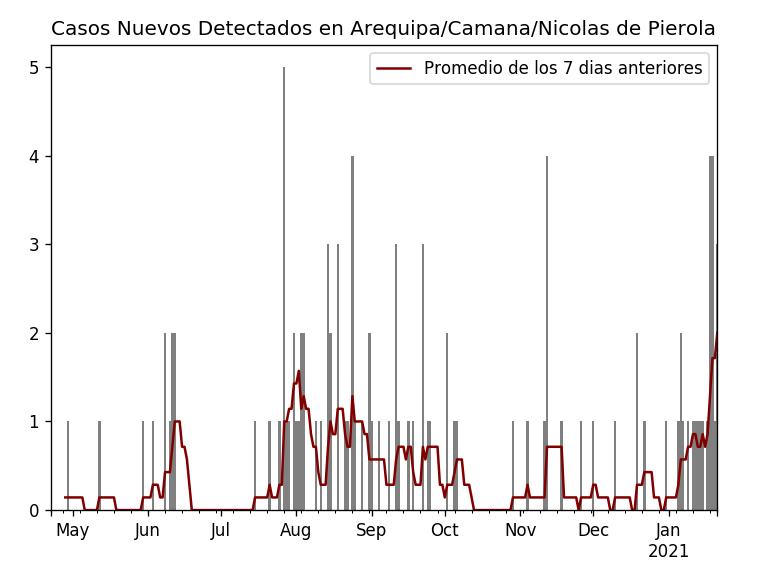 Casos Nuevos Detectados en Arequipa/Camana/Nicolas de Pierola
Promedio de los 7 dias anteriores
5
4
3
2
1
0
May Jun Jul Aug Sep Oct Nov Dec Jan
2021